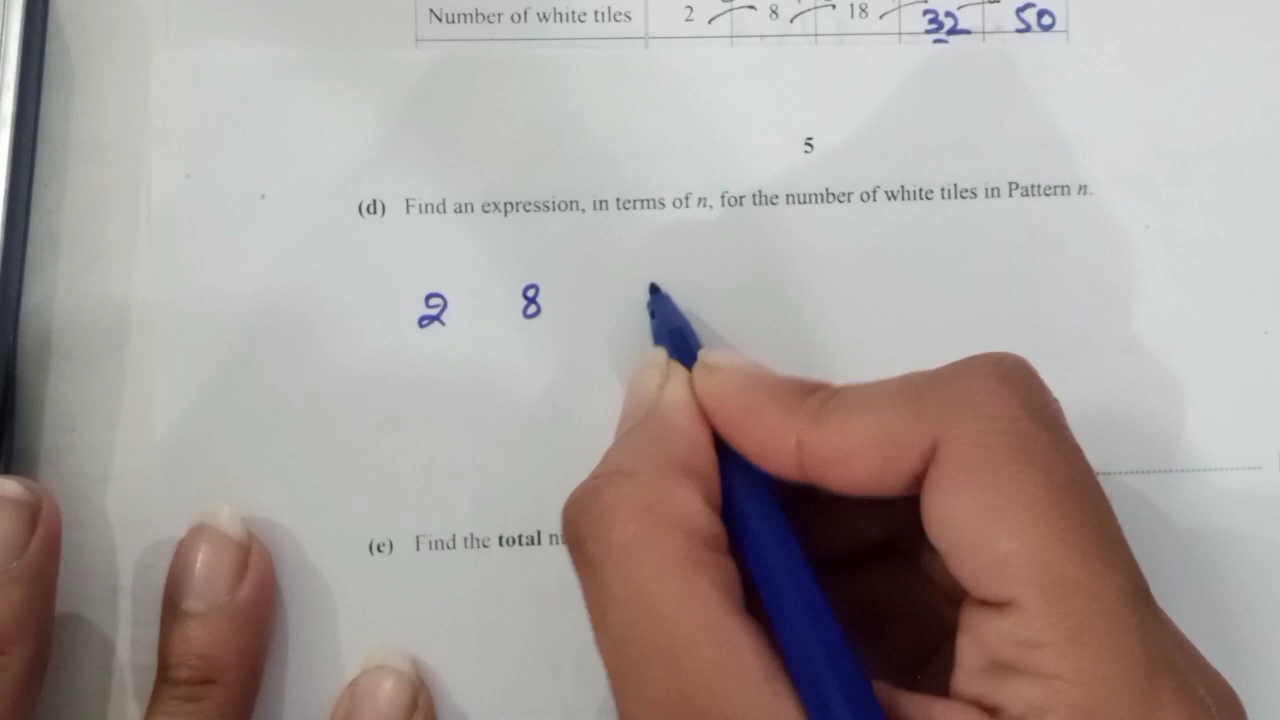 Number of white tiles 2 8 18 32 50
5
(d) Find an expression, in terms of n, for the number of white tiles in Pattern n.
2 8
(e) Find the total